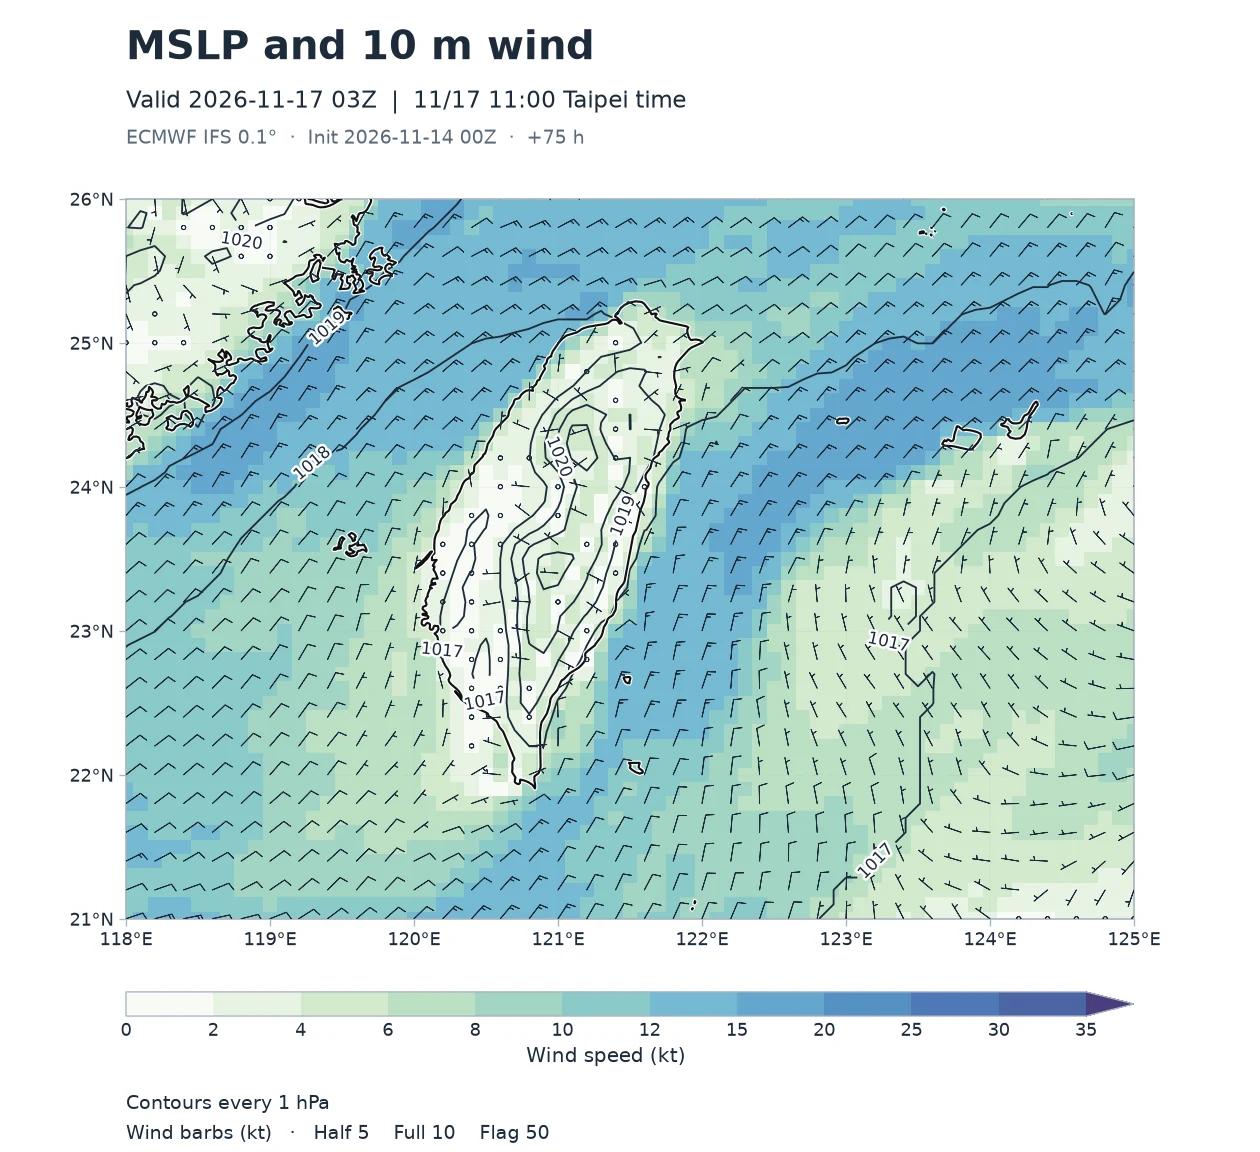 MSLP and 10 m wind
Valid 2026-11-17 03Z | 11/17 11:00 Taipei time
ECMWF IFS 0.1° · Init 2026-11-14 00Z · +75 h
26°N
1020
1019
25°N
1018
1020
24°N
1019
23°N
1017
1017
1017
22°N
1017
21°N
118°E 119°E 120°E 121°E 122°E 123°E 124°E 125°E
0 2 4 6 8 10 12 15 20 25 30 35
Wind speed (kt)
Contours every 1 hPa
Wind barbs (kt) · Half 5 Full 10 Flag 50